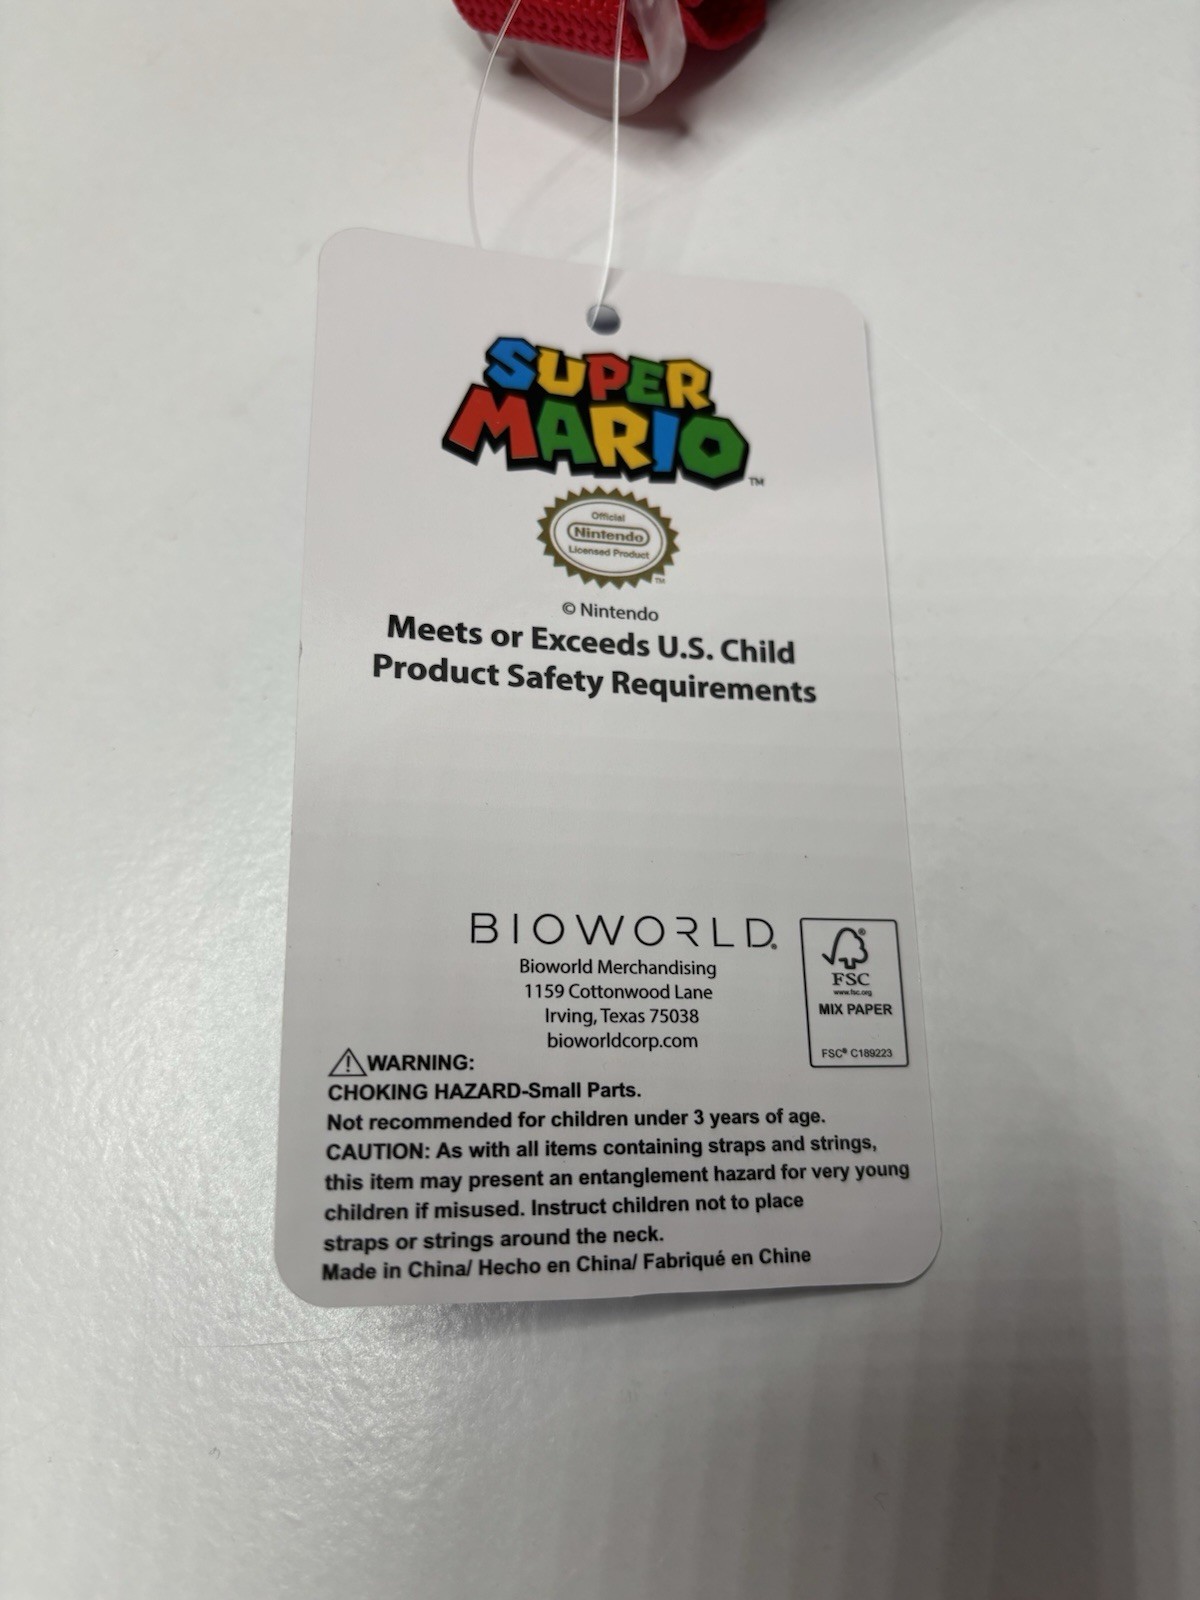 SUPER
MARIO™
Official
Nintendo
Licensed Product
™
© Nintendo
Meets or Exceeds U.S. Child
Product Safety Requirements
BIOWORLD®
Bioworld Merchandising
1159 Cottonwood Lane
Irving, Texas 75038
bioworldcorp.com
®
FSC
www.fsc.org
MIX PAPER
FSC® C189223
WARNING:
CHOKING HAZARD-Small Parts.
Not recommended for children under 3 years of age.
CAUTION: As with all items containing straps and strings,
this item may present an entanglement hazard for very young
children if misused. Instruct children not to place
straps or strings around the neck.
Made in China/ Hecho en China/ Fabriqué en Chine